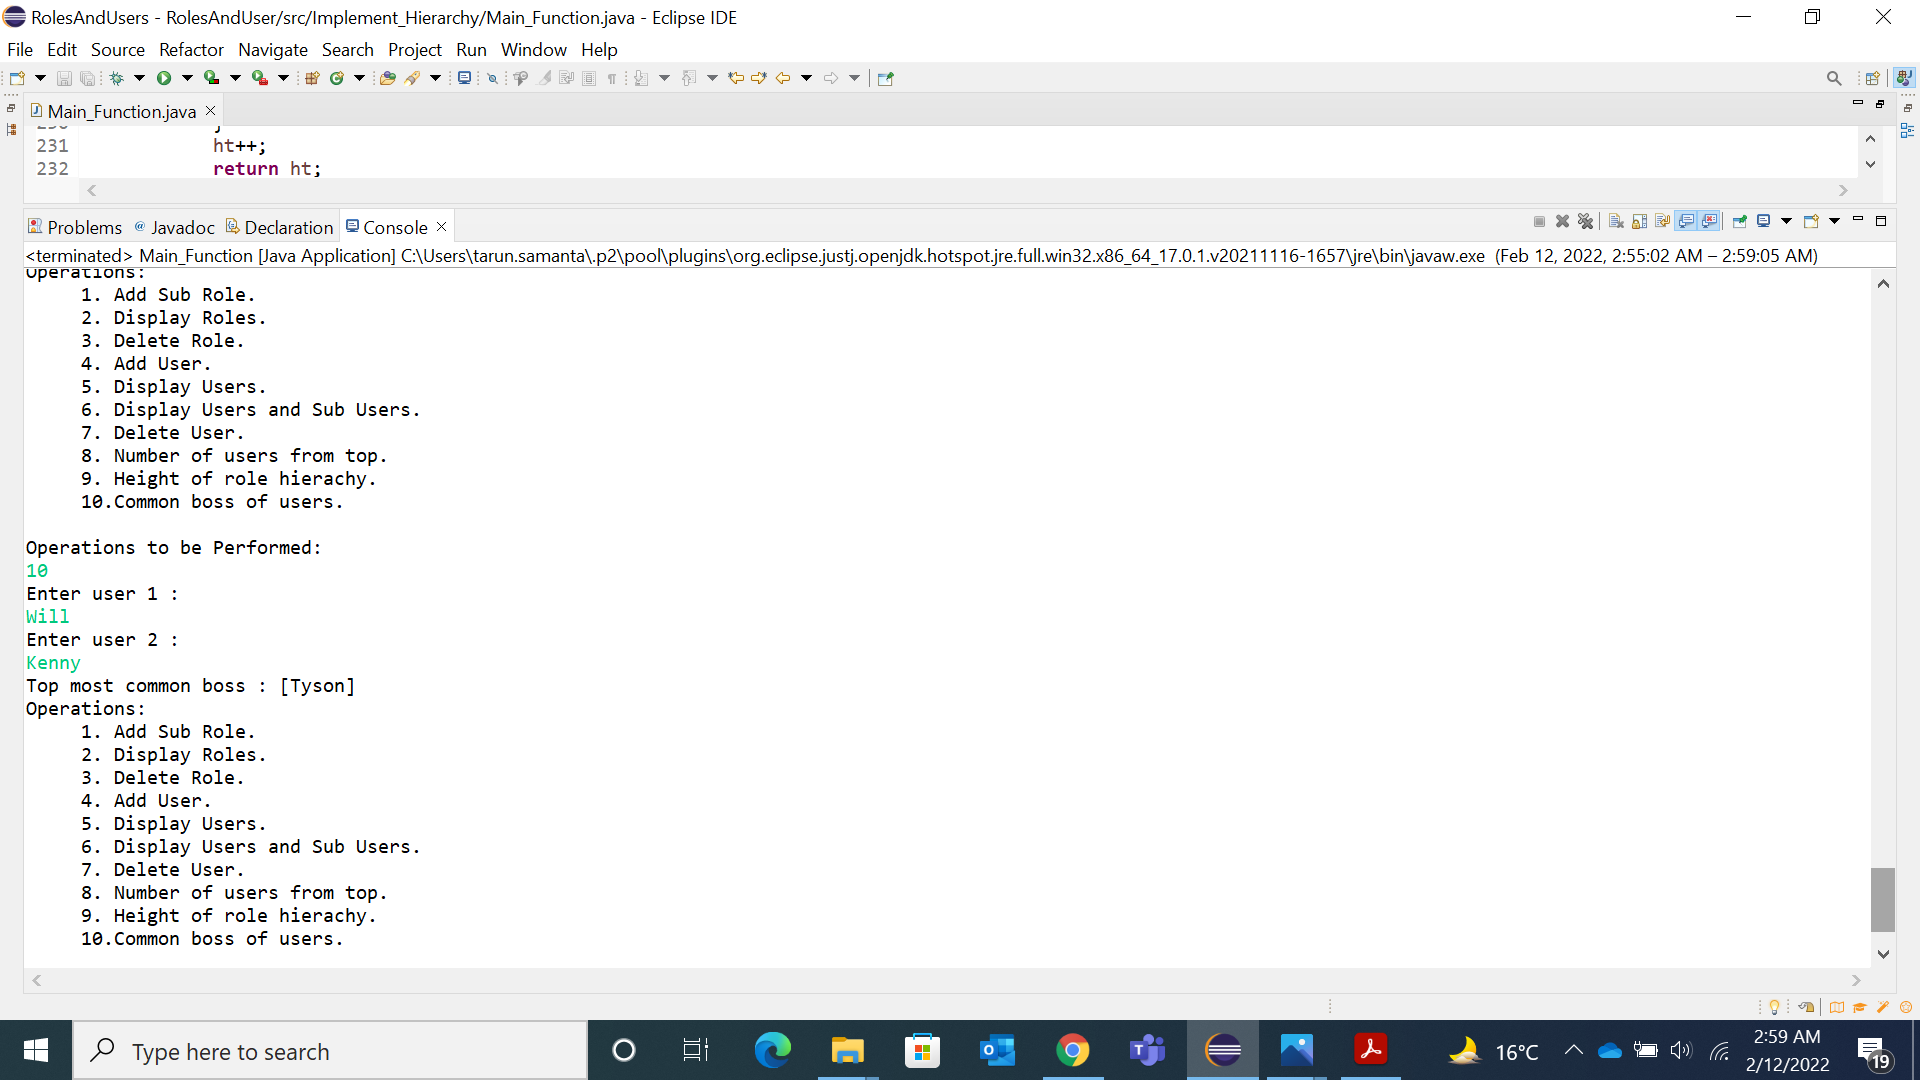 RolesAndUsers - RolesAndUser/src/Implement_Hierarchy/Main_Function.java - Eclipse IDE
File Edit Source Refactor Navigate Search Project Run Window Help
Main_Function.java
230 }
231 ht++;
232 return ht;
Problems Javadoc Declaration Console
<terminated> Main_Function [Java Application] C:\Users\tarun.samanta\.p2\pool\plugins\org.eclipse.justj.openjdk.hotspot.jre.full.win32.x86_64_17.0.1.v20211116-1657\jre\bin\javaw.exe (Feb 12, 2022, 2:55:02 AM – 2:59:05 AM)
Operations:
1. Add Sub Role.
2. Display Roles.
3. Delete Role.
4. Add User.
5. Display Users.
6. Display Users and Sub Users.
7. Delete User.
8. Number of users from top.
9. Height of role hierachy.
10.Common boss of users.
Operations to be Performed:
10
Enter user 1 :
Will
Enter user 2 :
Kenny
Top most common boss : [Tyson]
Operations:
1. Add Sub Role.
2. Display Roles.
3. Delete Role.
4. Add User.
5. Display Users.
6. Display Users and Sub Users.
7. Delete User.
8. Number of users from top.
9. Height of role hierachy.
10.Common boss of users.
Type here to search
16°C
2:59 AM
2/12/2022
19